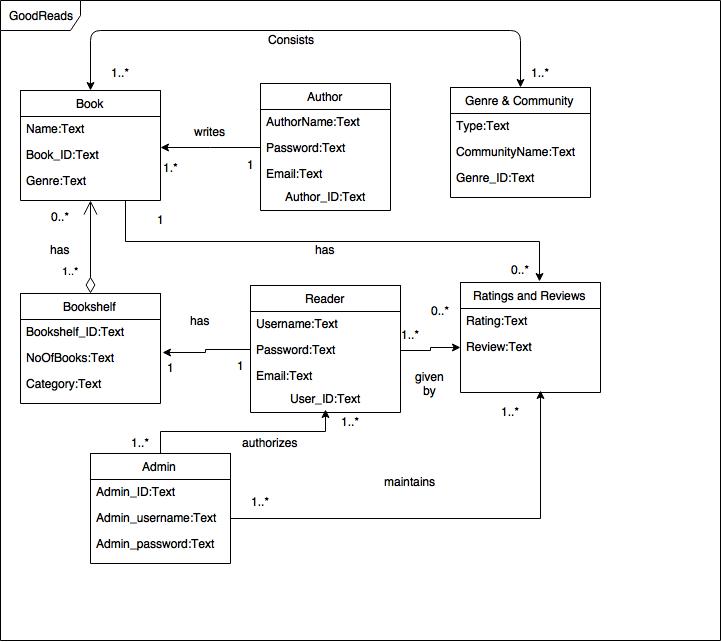 GoodReads
Consists
1..*
1..*
Book
Name:Text
Book_ID:Text
Genre:Text
writes
1.*
1
Author
AuthorName:Text
Password:Text
Email:Text
Author_ID:Text
Genre & Community
Type:Text
CommunityName:Text
Genre_ID:Text
0..*
1
has
1..*
has
0..*
Bookshelf
Bookshelf_ID:Text
NoOfBooks:Text
Category:Text
has
1
1
Reader
Username:Text
Password:Text
Email:Text
User_ID:Text
0..*
1..*
given
by
Ratings and Reviews
Rating:Text
Review:Text
1..*
authorizes
1..*
1..*
Admin
Admin_ID:Text
Admin_username:Text
Admin_password:Text
maintains
1..*